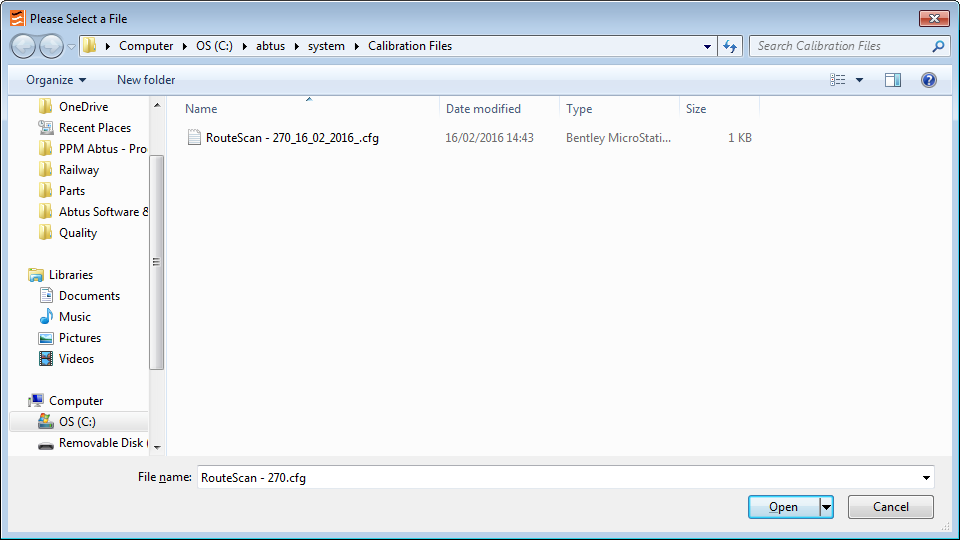 Please Select a File
Computer OS (C:) abtus system Calibration Files
Search Calibration Files
Organize New folder
Name Date modified Type Size
RouteScan - 270_16_02_2016_.cfg 16/02/2016 14:43 Bentley MicroStati... 1 KB
OneDrive
Recent Places
PPM Abtus - Pro
Railway
Parts
Abtus Software &
Quality
Libraries
Documents
Music
Pictures
Videos
Computer
OS (C:)
Removable Disk (
File name: RouteScan - 270.cfg
Open Cancel